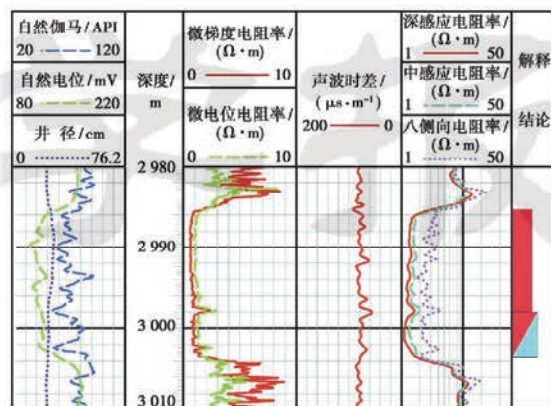 自然伽马/API
20 120
自然电位/mV
80 220
井 径/cm
0 76.2
深度/
m
微梯度电阻率/
(Ω·m)
0 10
微电位电阻率/
(Ω·m)
0 10
声波时差/
(μs·m⁻¹)
200 0
深感应电阻率/
(Ω·m)
1 50
中感应电阻率/
(Ω·m)
1 50
八侧向电阻率/
(Ω·m)
1 50
解释
结论
2 980
2 990
3 000
3 010